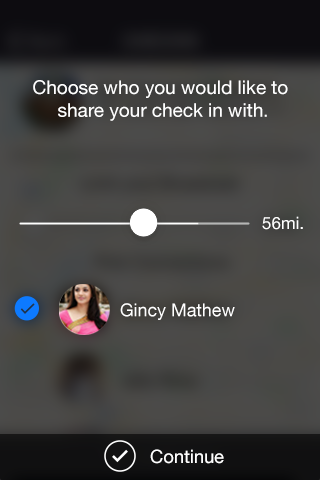 Choose who you would like to
share your check in with.
56mi.
Gincy Mathew
Continue